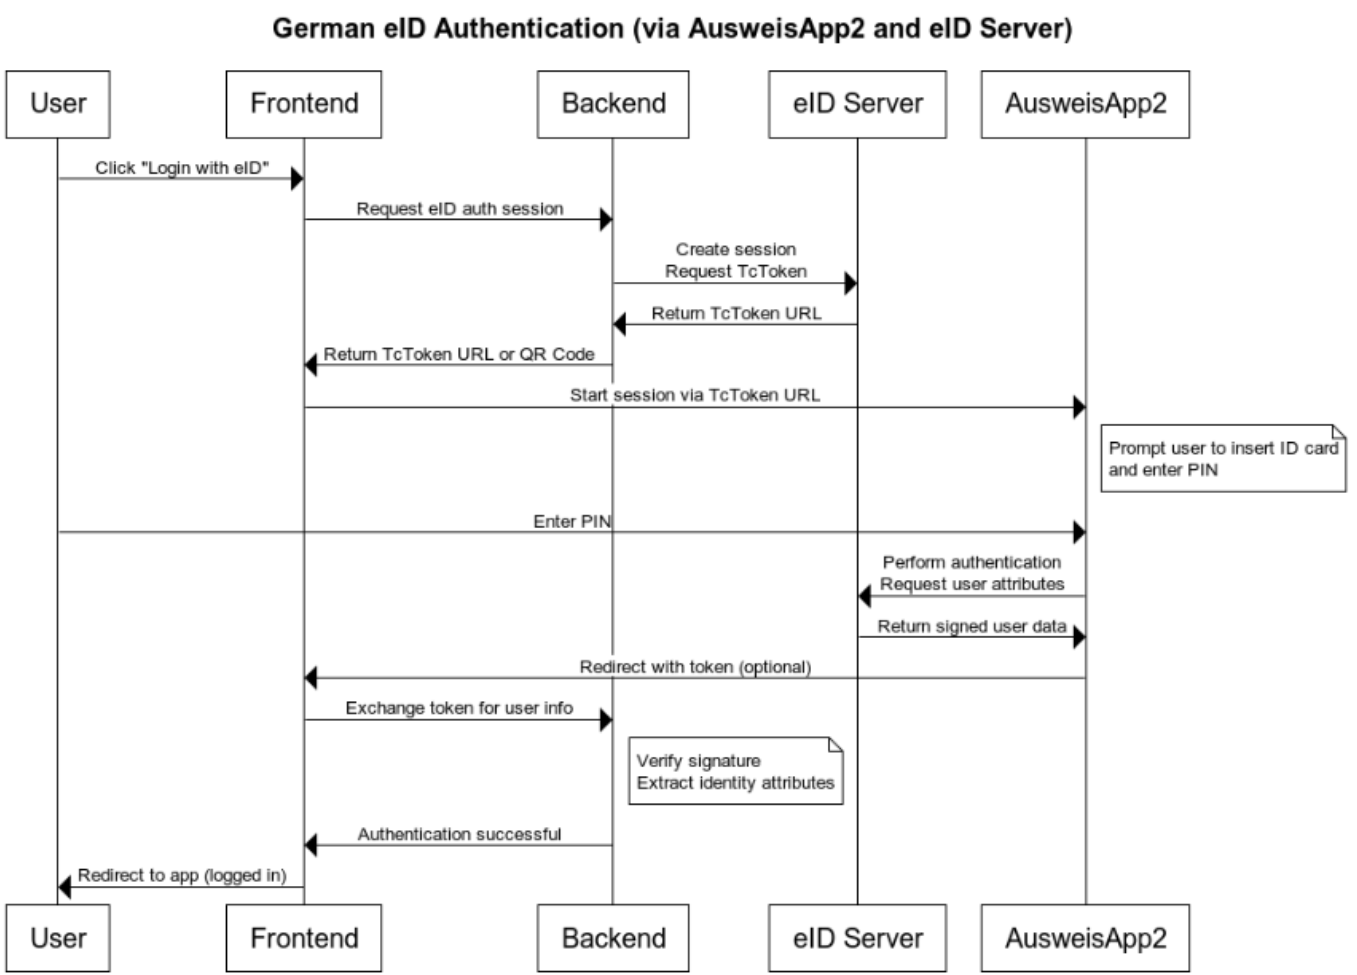 German eID Authentication (via AusweisApp2 and eID Server)
User
Frontend
Backend
eID Server
AusweisApp2
Click "Login with eID"
Request eID auth session
Create session
Request TcToken
Return TcToken URL
Return TcToken URL or QR Code
Start session via TcToken URL
Prompt user to insert ID card
and enter PIN
Enter PIN
Perform authentication
Request user attributes
Return signed user data
Redirect with token (optional)
Exchange token for user info
Verify signature
Extract identity attributes
Authentication successful
Redirect to app (logged in)
User
Frontend
Backend
eID Server
AusweisApp2